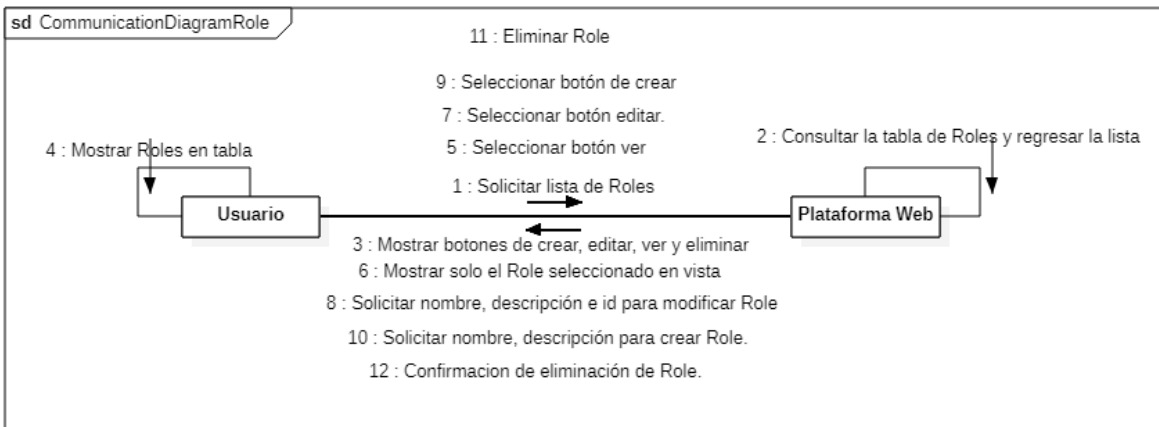 sd CommunicationDiagramRole
11 : Eliminar Role
9 : Seleccionar botón de crear
7 : Seleccionar botón editar.
5 : Seleccionar botón ver
1 : Solicitar lista de Roles
4 : Mostrar Roles en tabla
2 : Consultar la tabla de Roles y regresar la lista
Usuario
Plataforma Web
3 : Mostrar botones de crear, editar, ver y eliminar
6 : Mostrar solo el Role seleccionado en vista
8 : Solicitar nombre, descripción e id para modificar Role
10 : Solicitar nombre, descripción para crear Role.
12 : Confirmacion de eliminación de Role.